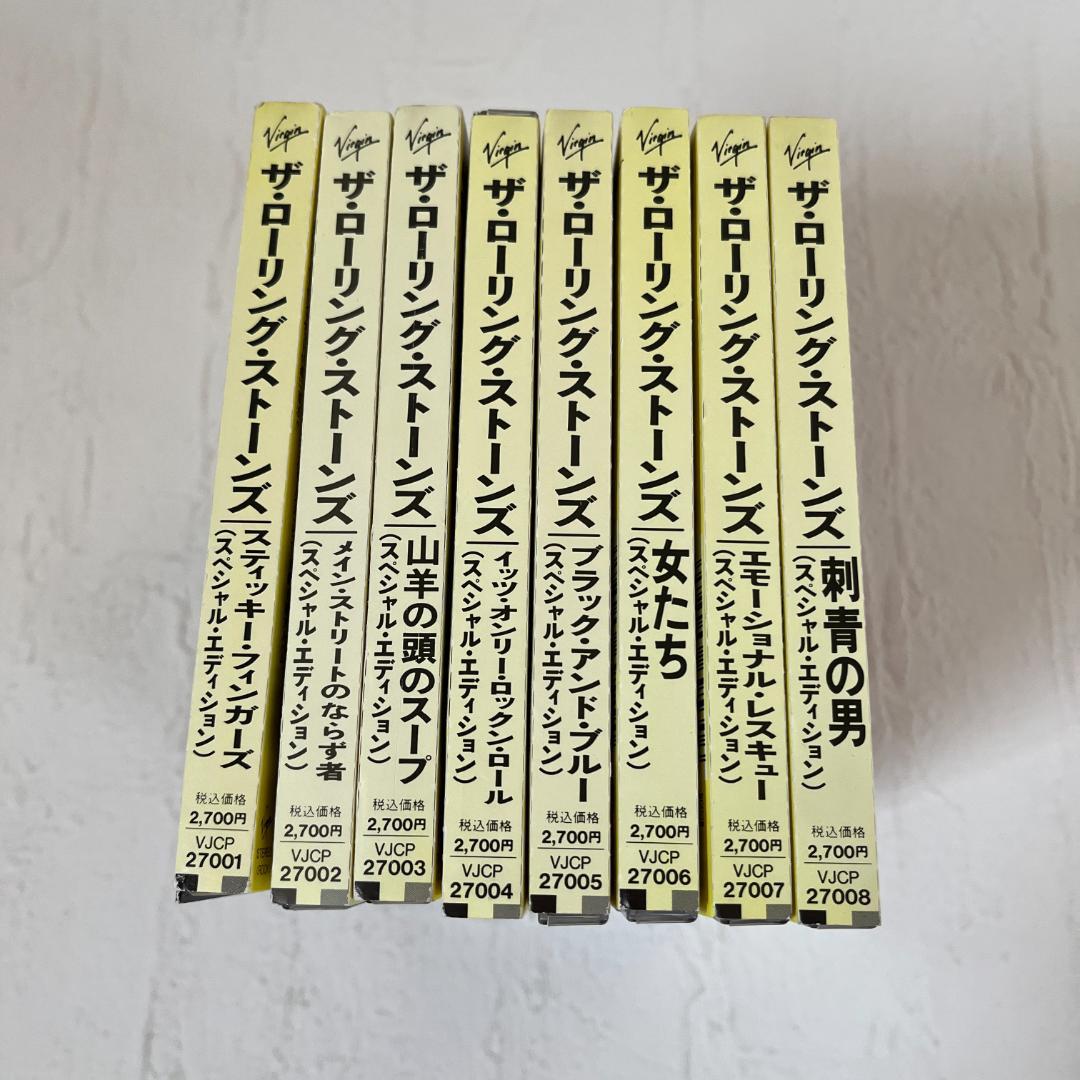 Virgin
ザ・ローリング・ストーンズ
スティッキー・フィンガーズ
(スペシャル・エディション)
税込価格
2,700円
VJCP
27001
Virgin
ザ・ローリング・ストーンズ
メイン・ストリートのならず者
(スペシャル・エディション)
税込価格
2,700円
VJCP
27002
Virgin
ザ・ローリング・ストーンズ
山羊の頭のスープ
(スペシャル・エディション)
税込価格
2,700円
VJCP
27003
Virgin
ザ・ローリング・ストーンズ
イッツ・オンリー・ロックン・ロール
(スペシャル・エディション)
税込価格
2,700円
VJCP
27004
Virgin
ザ・ローリング・ストーンズ
ブラック・アンド・ブルー
(スペシャル・エディション)
税込価格
2,700円
VJCP
27005
Virgin
ザ・ローリング・ストーンズ
女たち
(スペシャル・エディション)
税込価格
2,700円
VJCP
27006
Virgin
ザ・ローリング・ストーンズ
エモーショナル・レスキュー
(スペシャル・エディション)
税込価格
2,700円
VJCP
27007
Virgin
ザ・ローリング・ストーンズ
刺青の男
(スペシャル・エディション)
税込価格
2,700円
VJCP
27008